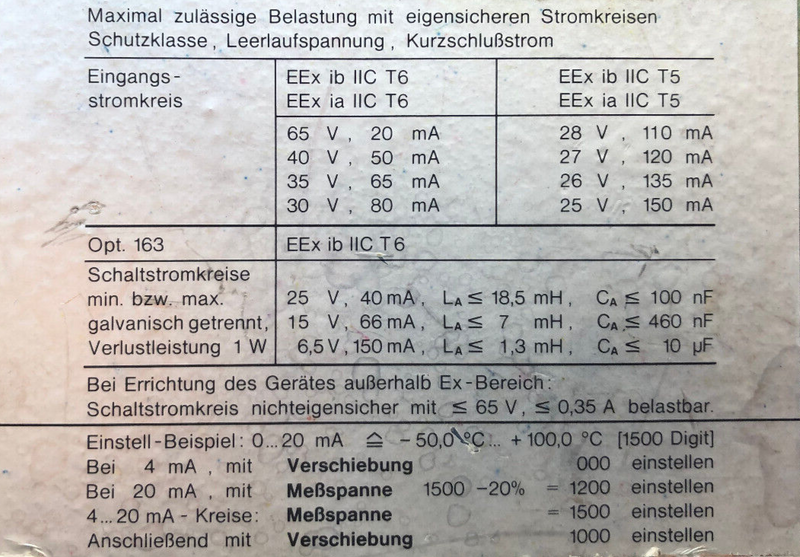 Maximal zulässige Belastung mit eigensicheren Stromkreisen
Schutzklasse, Leerlaufspannung, Kurzschlußstrom
Eingangs- EEx ib IIC T6 EEx ib IIC T5
stromkreis EEx ia IIC T6 EEx ia IIC T5
65 V, 20 mA 28 V, 110 mA
40 V, 50 mA 27 V, 120 mA
35 V, 65 mA 26 V, 135 mA
30 V, 80 mA 25 V, 150 mA
Opt. 163 EEx ib IIC T6
Schaltstromkreise
min. bzw. max. 25 V, 40 mA, LA ≤ 18,5 mH, CA ≤ 100 nF
galvanisch getrennt, 15 V, 66 mA, LA ≤ 7 mH, CA ≤ 460 nF
Verlustleistung 1 W 6,5 V, 150 mA, LA ≤ 1,3 mH, CA ≤ 10 µF
Bei Errichtung des Gerätes außerhalb Ex-Bereich:
Schaltstromkreis nichteigensicher mit ≤ 65 V, ≤ 0,35 A belastbar.
Einstell-Beispiel: 0...20 mA ≙ -50,0 °C... +100,0 °C [1500 Digit]
Bei 4 mA, mit Verschiebung 000 einstellen
Bei 20 mA, mit Meßspanne 1500 -20% = 1200 einstellen
4...20 mA-Kreise: Meßspanne = 1500 einstellen
Anschließend mit Verschiebung 1000 einstellen